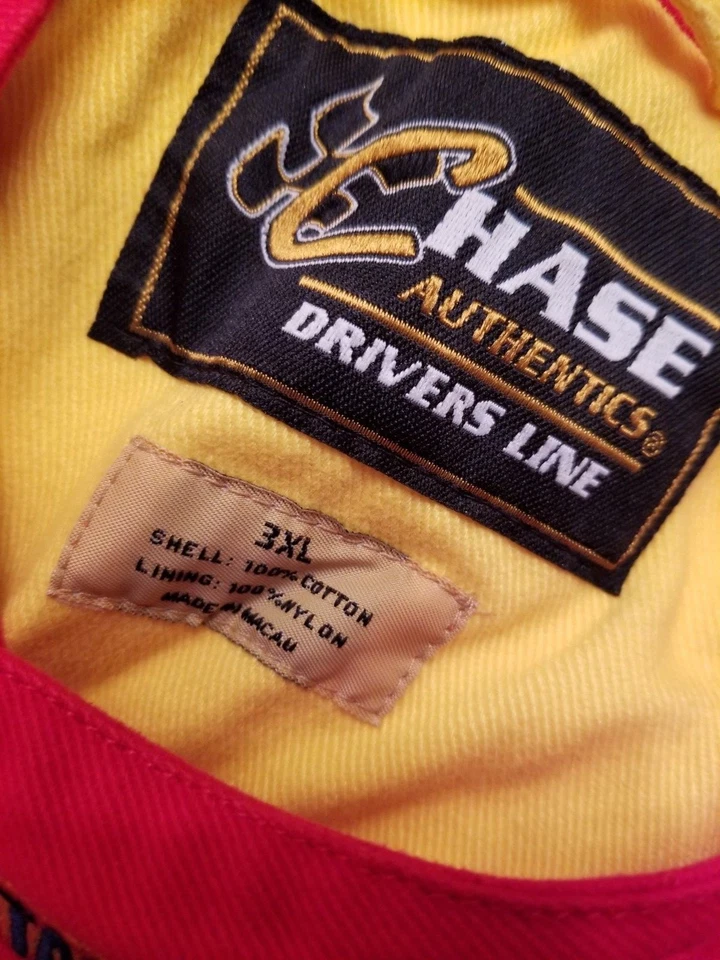 CHASE
AUTHENTICS®
DRIVERS LINE
3XL
SHELL: 100% COTTON
LINING: 100% NYLON
MADE IN MACAU